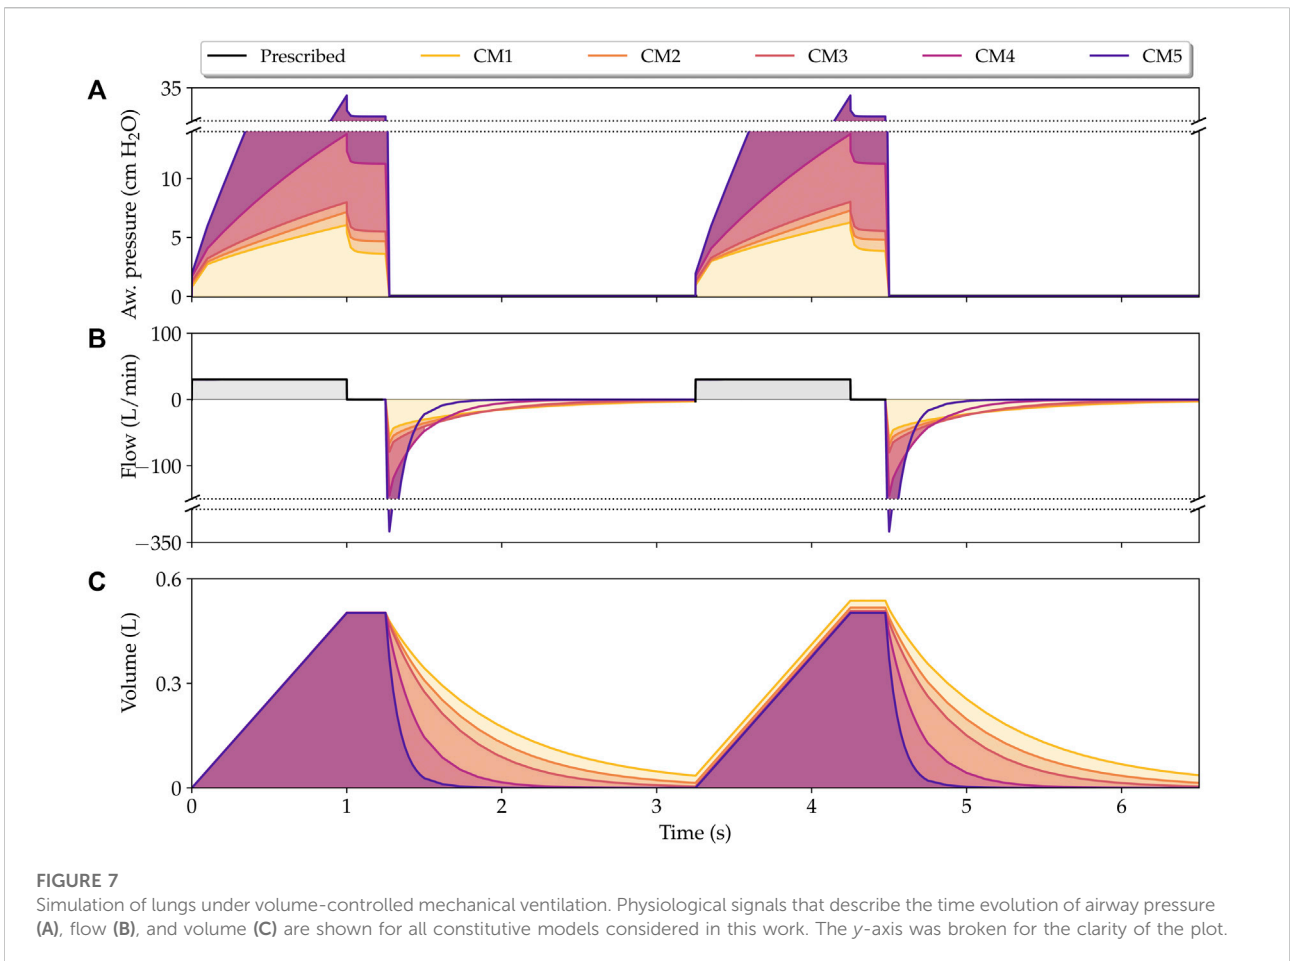 Prescribed CM1 CM2 CM3 CM4 CM5
A
35
10
5
0
Aw. pressure (cm H₂O)
B
100
0
−100
−350
Flow (L/min)
C
0.6
0.3
0
Volume (L)
0 1 2 3 4 5 6
Time (s)
FIGURE 7
Simulation of lungs under volume-controlled mechanical ventilation. Physiological signals that describe the time evolution of airway pressure
(A), flow (B), and volume (C) are shown for all constitutive models considered in this work. The y-axis was broken for the clarity of the plot.